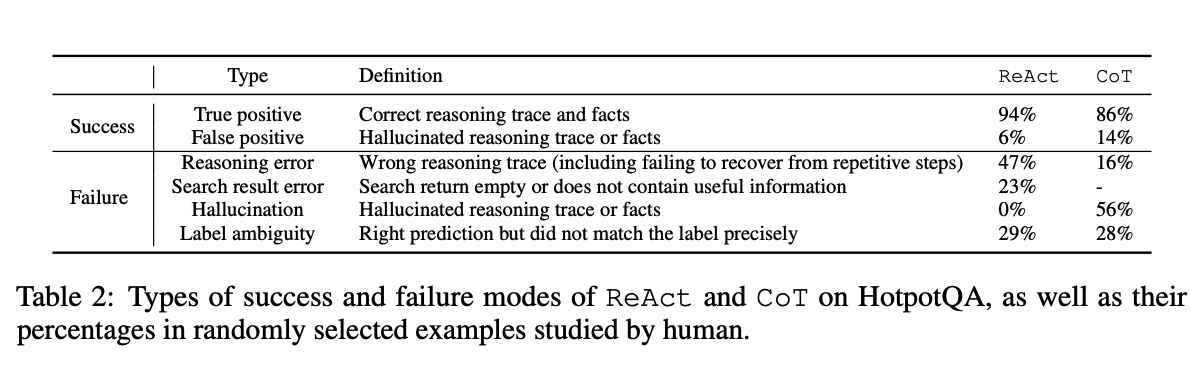 Type Definition ReAct CoT
Success True positive Correct reasoning trace and facts 94% 86%
False positive Hallucinated reasoning trace or facts 6% 14%
Failure Reasoning error Wrong reasoning trace (including failing to recover from repetitive steps) 47% 16%
Search result error Search return empty or does not contain useful information 23% -
Hallucination Hallucinated reasoning trace or facts 0% 56%
Label ambiguity Right prediction but did not match the label precisely 29% 28%
Table 2: Types of success and failure modes of ReAct and CoT on HotpotQA, as well as their
percentages in randomly selected examples studied by human.